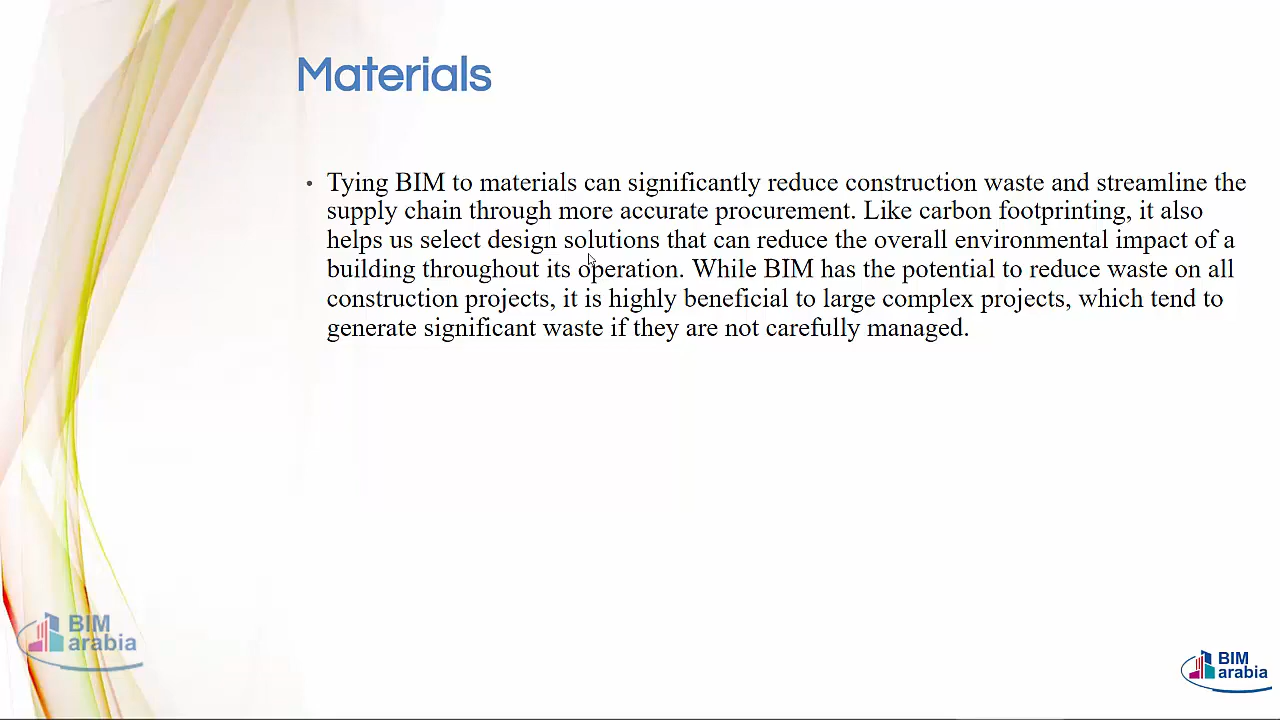 Materials
• Tying BIM to materials can significantly reduce construction waste and streamline the
supply chain through more accurate procurement. Like carbon footprinting, it also
helps us select design solutions that can reduce the overall environmental impact of a
building throughout its operation. While BIM has the potential to reduce waste on all
construction projects, it is highly beneficial to large complex projects, which tend to
generate significant waste if they are not carefully managed.
BIM
arabia
BIM
arabia